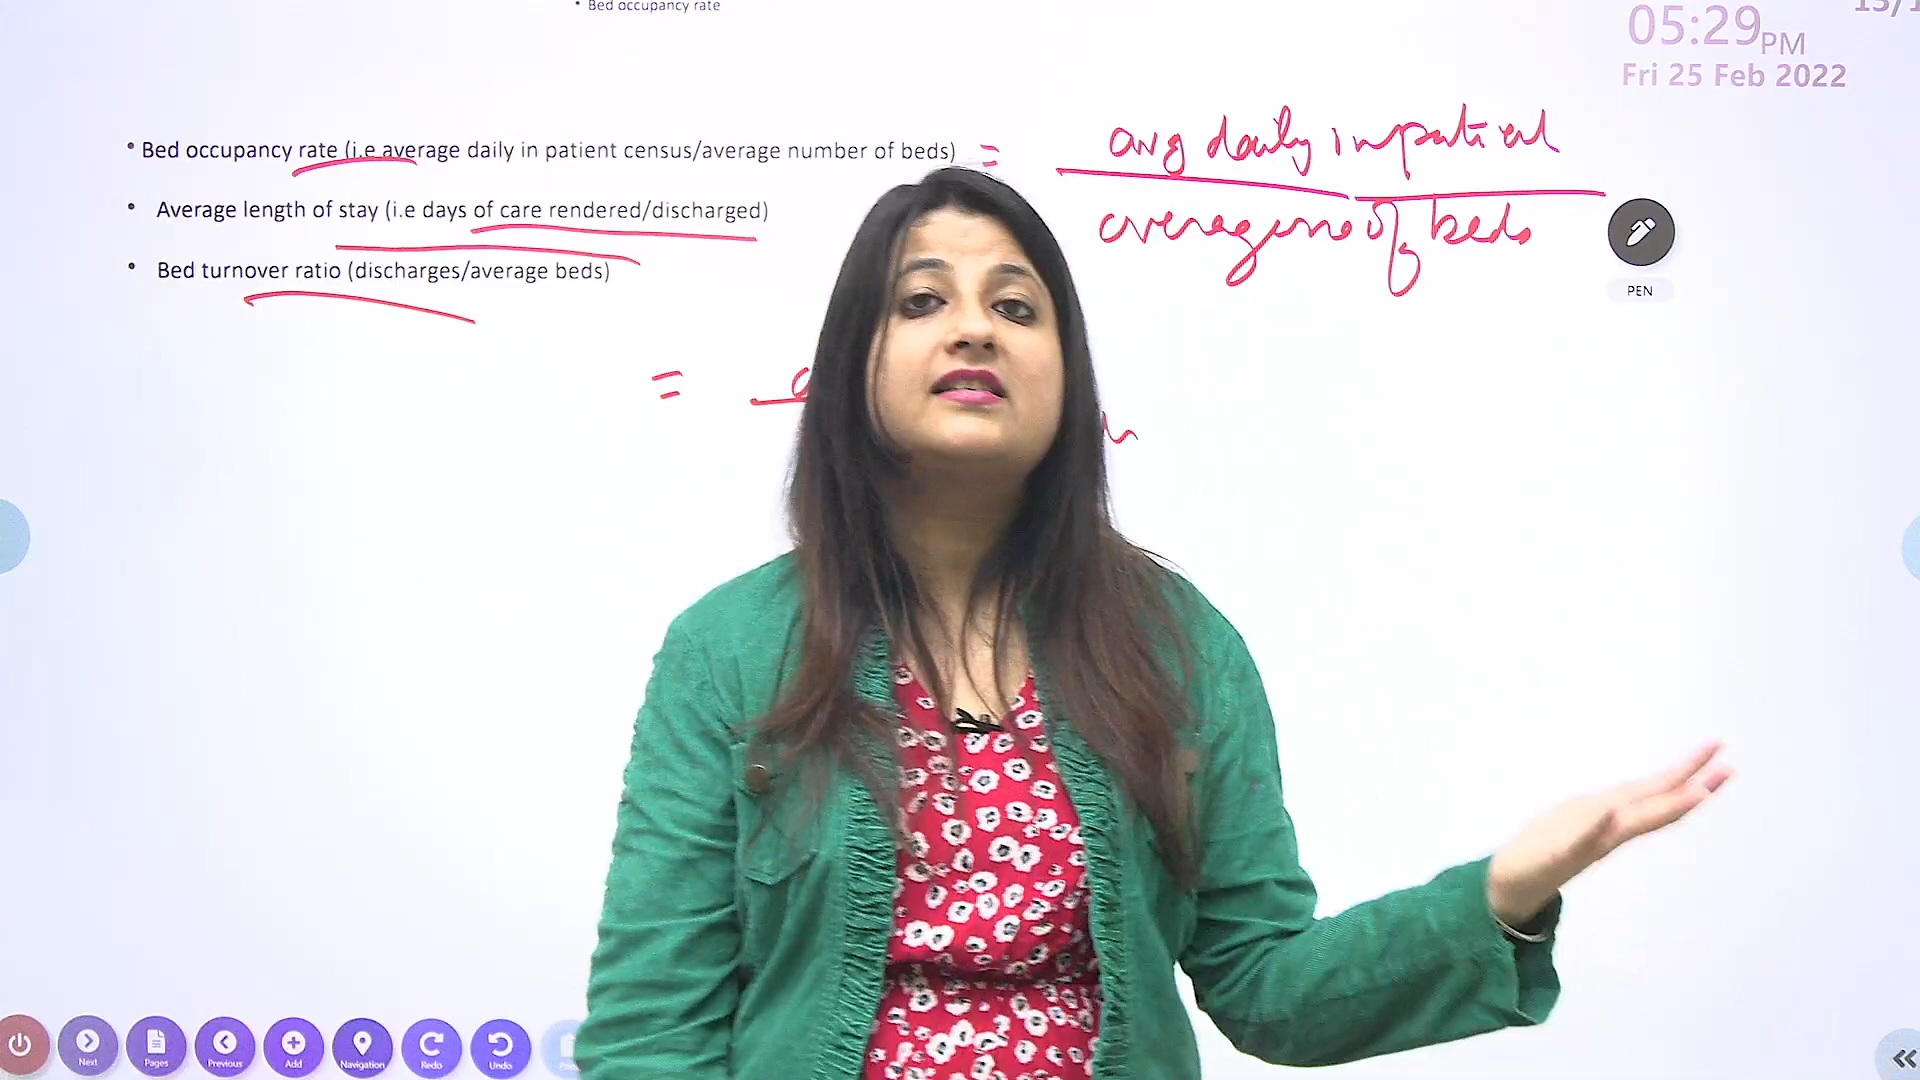 • Bed occupancy rate
05:29PM
Fri 25 Feb 2022
• Bed occupancy rate (i.e average daily in patient census/average number of beds) = avg daily inpatient
average no of beds
• Average length of stay (i.e days of care rendered/discharged)
• Bed turnover ratio (discharges/average beds)
=
PEN
Next Pages Previous Add Navigation Redo Undo